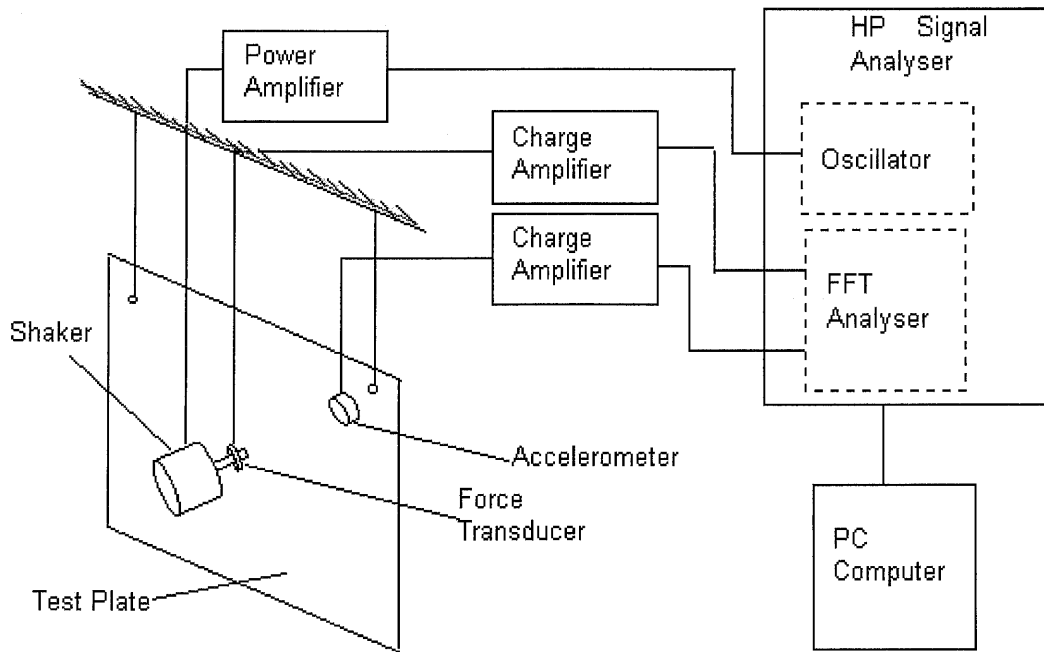 HP Signal
Analyser
Power
Amplifier
Charge
Amplifier
Oscillator
Charge
Amplifier
FFT
Analyser
Shaker
Accelerometer
Force
Transducer
PC
Computer
Test Plate